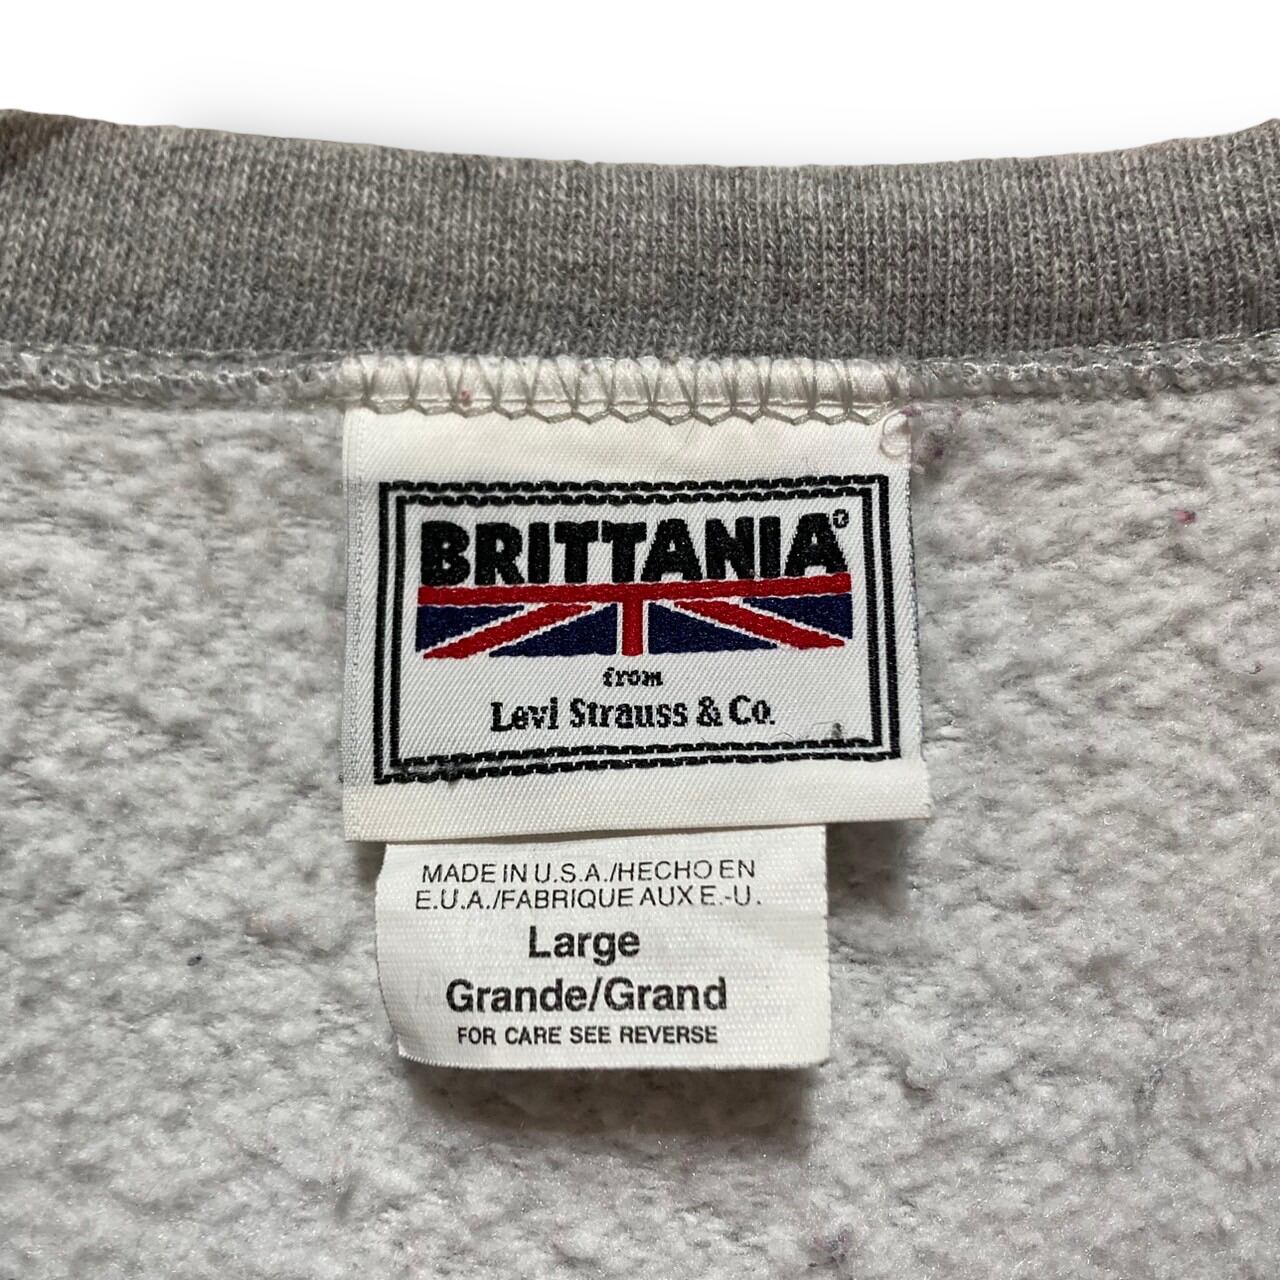 BRITTANIA®
from
Levi Strauss & Co.
MADE IN U.S.A./HECHO EN
E.U.A./FABRIQUE AUX E.-U.
Large
Grande/Grand
FOR CARE SEE REVERSE